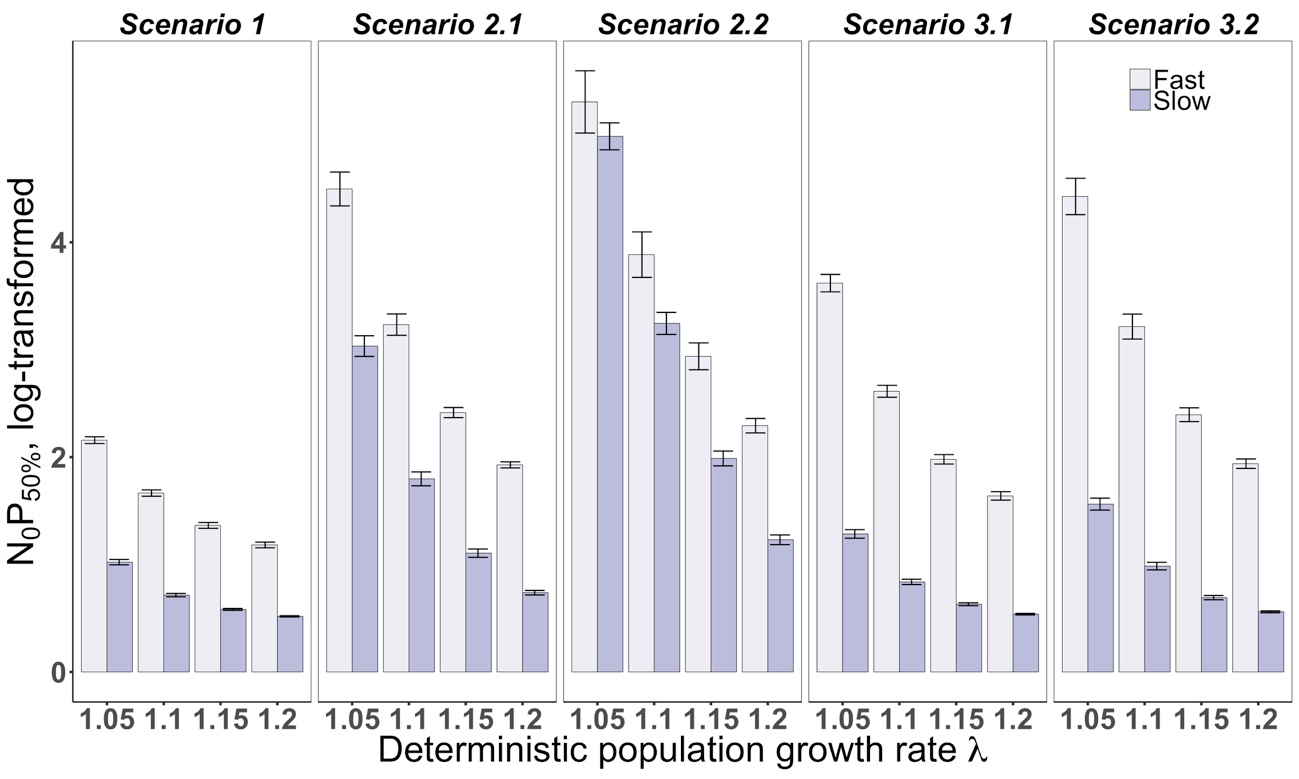 Scenario 1 Scenario 2.1 Scenario 2.2 Scenario 3.1 Scenario 3.2
Fast
Slow
N0P50%, log-transformed
4
2
0
1.05 1.1 1.15 1.2 1.05 1.1 1.15 1.2 1.05 1.1 1.15 1.2 1.05 1.1 1.15 1.2 1.05 1.1 1.15 1.2
Deterministic population growth rate λ